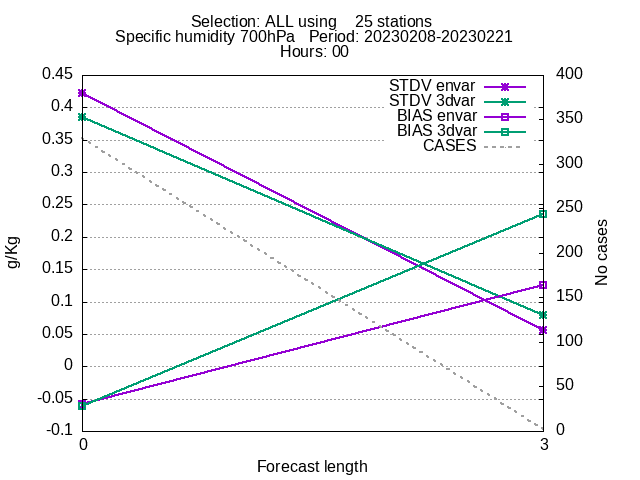 Selection: ALL using    25 stations
Specific humidity 700hPa   Period: 20230208-20230221
Hours: 00
0.45
0.4
0.35
0.3
0.25
0.2
0.15
0.1
0.05
0
-0.05
-0.1
g/Kg
STDV envar
STDV 3dvar
BIAS envar
BIAS 3dvar
CASES
400
350
300
250
200
150
100
50
0
No cases
0
3
Forecast length